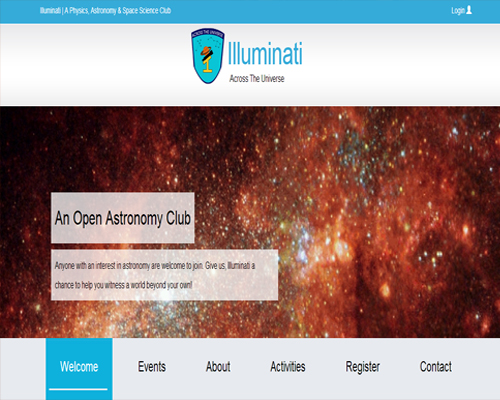 Illuminati | A Physics, Astronomy & Space Science Club
Login
ACROSS THE UNIVERSE
Illuminati
Across The Universe
An Open Astronomy Club
Anyone with an interest in astronomy are welcome to join. Give us, Illuminati a
chance to help you witness a world beyond your own!
Welcome Events About Activities Register Contact